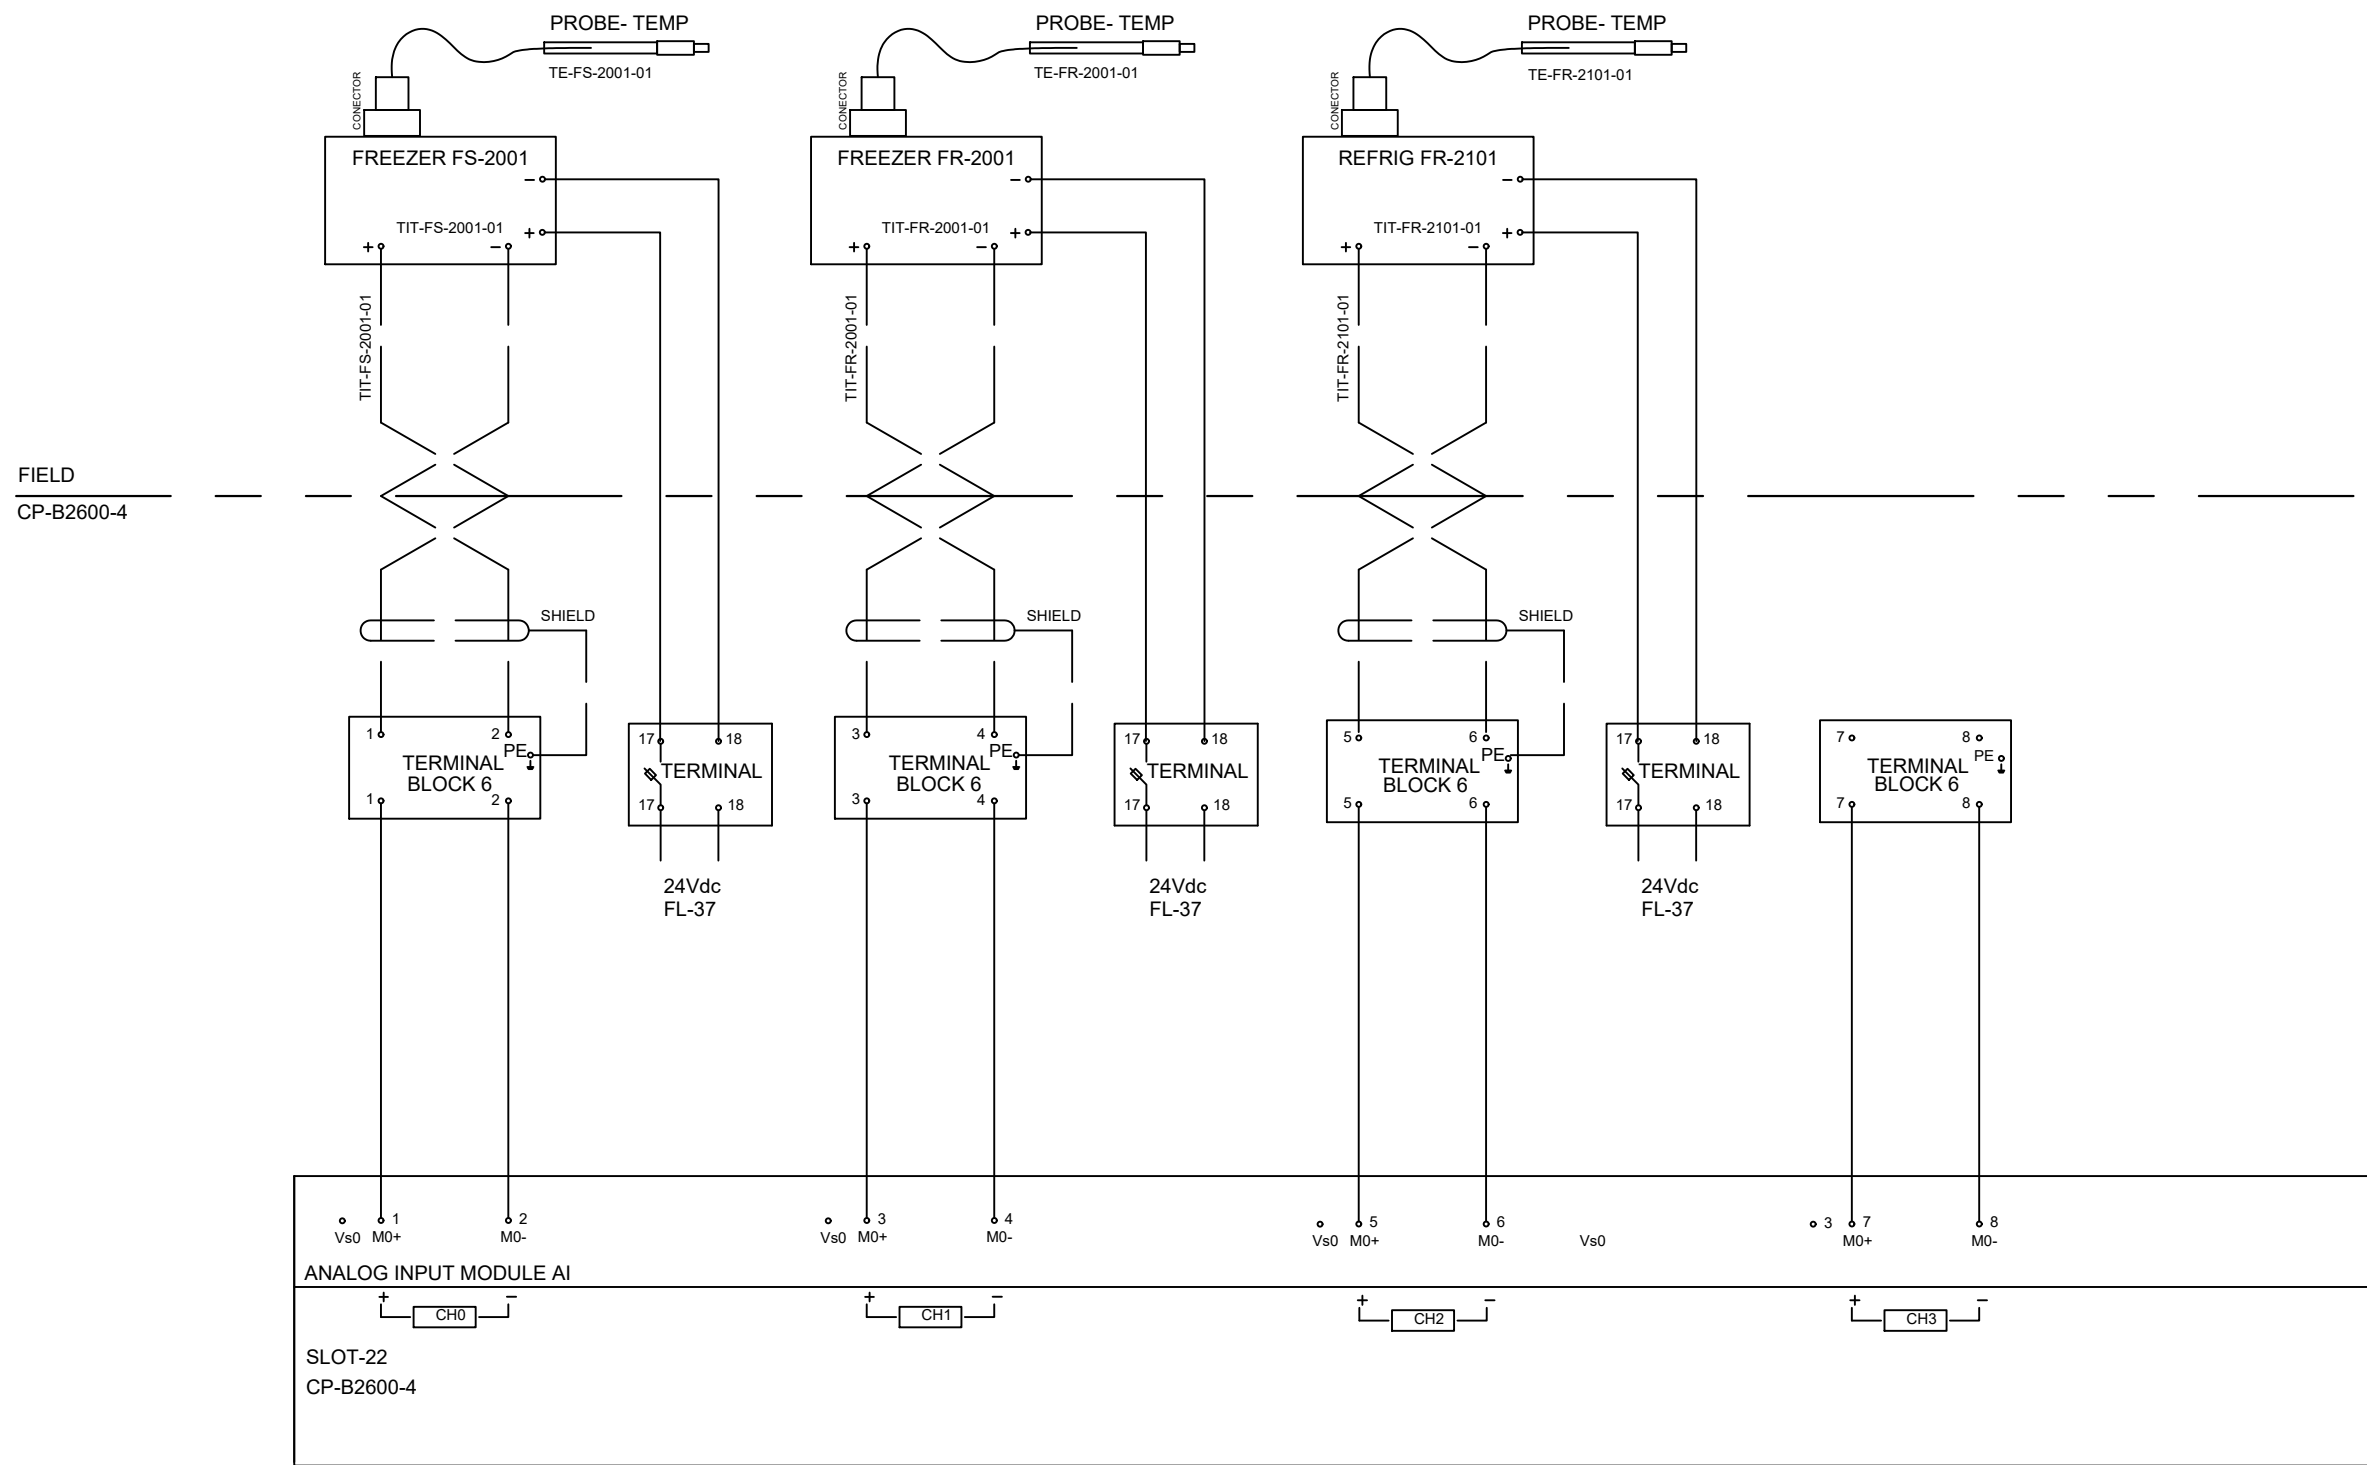 PROBE- TEMP
PROBE- TEMP
PROBE- TEMP
TE-FS-2001-01
TE-FR-2001-01
TE-FR-2101-01
CONECTOR
CONECTOR
CONECTOR
FREEZER FS-2001
FREEZER FR-2001
REFRIG FR-2101
−
−
−
TIT-FS-2001-01
+
TIT-FR-2001-01
+
TIT-FR-2101-01
+
+ −
+ −
+ −
TIT-FS-2001-01
TIT-FR-2001-01
TIT-FR-2101-01
FIELD
CP-B2600-4
SHIELD
SHIELD
SHIELD
1 2
PE
TERMINAL
BLOCK 6
1 2
17 18
TERMINAL
17 18
3 4
PE
TERMINAL
BLOCK 6
3 4
17 18
TERMINAL
17 18
5 6
PE
TERMINAL
BLOCK 6
5 6
17 18
TERMINAL
17 18
7 8
PE
TERMINAL
BLOCK 6
7 8
24Vdc
FL-37
24Vdc
FL-37
24Vdc
FL-37
1 2
Vs0 M0+ M0-
3 4
Vs0 M0+ M0-
5 6
Vs0 M0+ M0-
Vs0
3 7 8
M0+ M0-
ANALOG INPUT MODULE AI
+ CH0 −
+ CH1 −
+ CH2 −
+ CH3 −
SLOT-22
CP-B2600-4